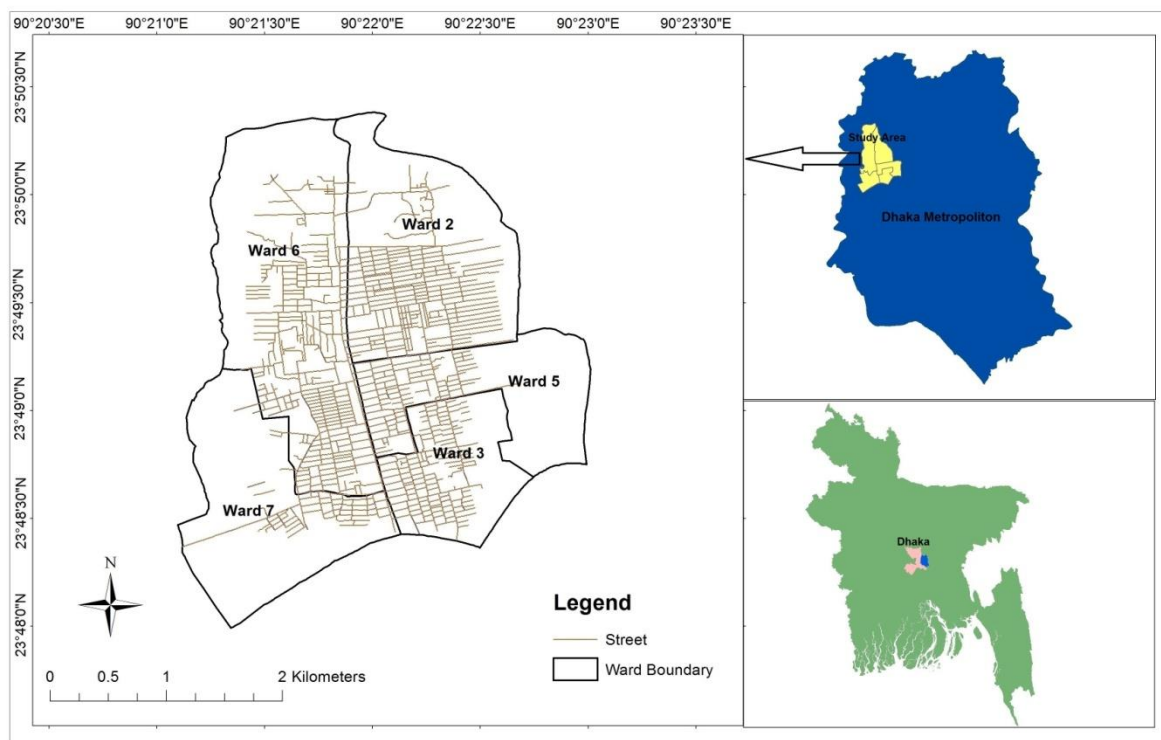 90°20'30"E 90°21'0"E 90°21'30"E 90°22'0"E 90°22'30"E 90°23'0"E 90°23'30"E
23°50'30"N
23°50'0"N
23°49'30"N
23°49'0"N
23°48'30"N
23°48'0"N
Ward 2
Ward 6
Ward 5
Ward 3
Ward 7
N
Legend
Street
Ward Boundary
0 0.5 1 2 Kilometers
Study Area
Dhaka Metropoliton
Dhaka